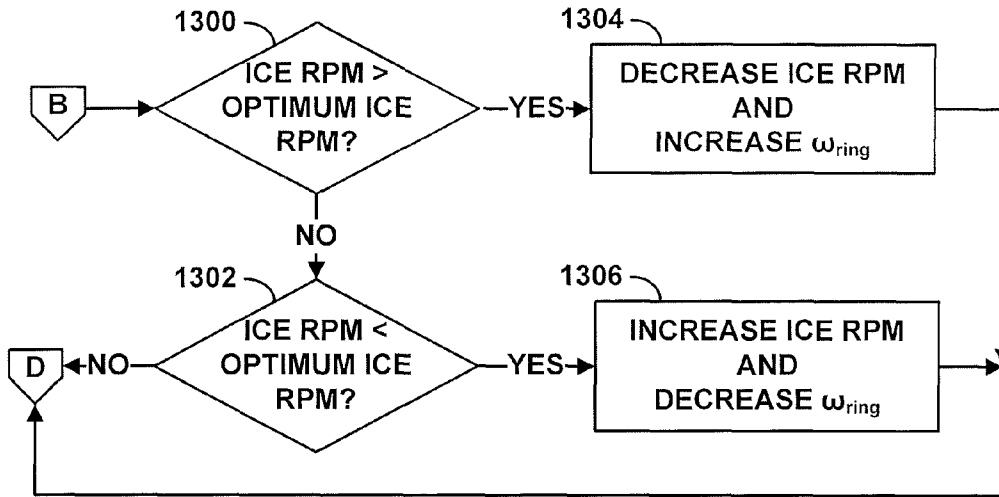 1300
B
ICE RPM >
OPTIMUM ICE
RPM?
YES
1304
DECREASE ICE RPM
AND
INCREASE ωring
NO
1302
D
NO
ICE RPM <
OPTIMUM ICE
RPM?
YES
1306
INCREASE ICE RPM
AND
DECREASE ωring